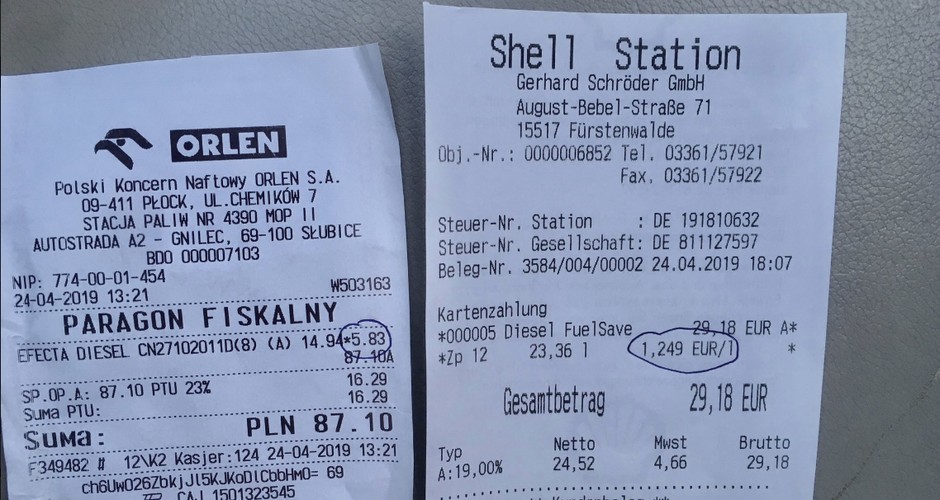 ORLEN
Polski Koncern Naftowy ORLEN S.A.
09-411 PŁOCK, UL.CHEMIKÓW 7
STACJA PALIW NR 4390 MOP II
AUTOSTRADA A2 - GNILEC, 69-100 SŁUBICE
BDO 000007103
NIP: 774-00-01-454
24-04-2019 13:21 W503163
PARAGON FISKALNY
EFECTA DIESEL CN27102011D(8) (A) 14.94*5.83
87.10A
SP.OP.A: 87.10 PTU 23% 16.29
Suma PTU: 16.29
Suma: PLN 87.10
F349482 # 12\K2 Kasjer:124 24-04-2019 13:21
ch6UwO26ZbkjJl5KJKoDlCbbHmO= 69
CAJ 1501323545
Shell Station
Gerhard Schröder GmbH
August-Bebel-Straße 71
15517 Fürstenwalde
Obj.-Nr.: 0000006852 Tel. 03361/57921
Fax. 03361/57922
Steuer-Nr. Station : DE 191810632
Steuer-Nr. Gesellschaft: DE 811127597
Beleg-Nr. 3584/004/00002 24.04.2019 18:07
Kartenzahlung
*000005 Diesel FuelSave 29,18 EUR A*
*Zp 12 23,36 l 1,249 EUR/l *
Gesamtbetrag 29,18 EUR
Typ Netto Mwst Brutto
A:19,00% 24,52 4,66 29,18